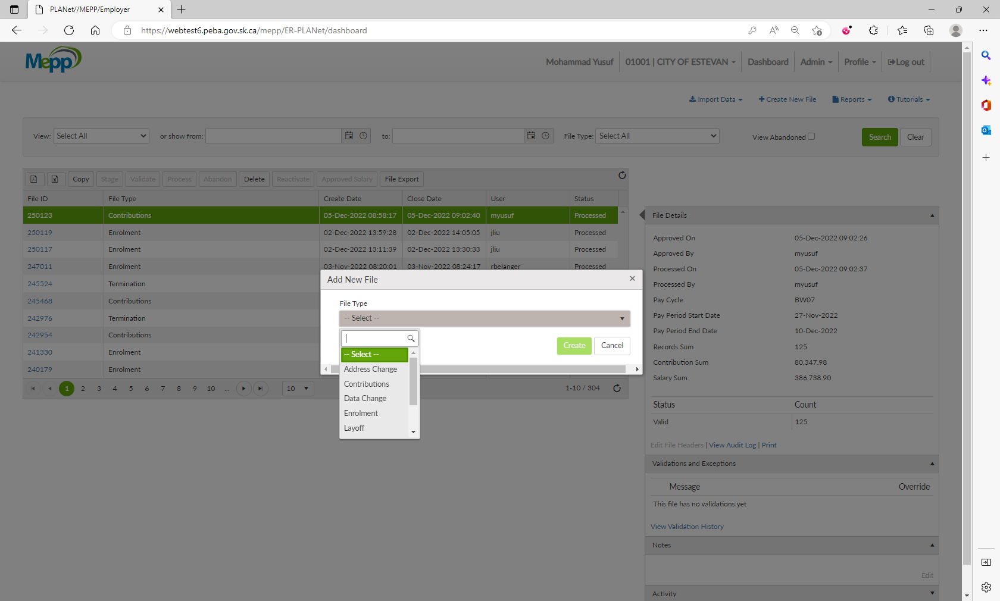 PLANet//MEPP/Employer
https://webtest6.peba.gov.sk.ca/mepp/ER-PLANet/dashboard
Mepp
Mohammad Yusuf
01001 | CITY OF ESTEVAN
Dashboard
Admin
Profile
Log out
Import Data
Create New File
Reports
Tutorials
View: Select All or show from: to: File Type: Select All View Abandoned Search Clear
Copy Stage Validate Process Abandon Delete Reactivate Approved Salary File Export
File ID File Type Create Date Close Date User Status
250123 Contributions 05-Dec-2022 08:58:17 05-Dec-2022 09:02:40 myusuf Processed
250119 Enrolment 02-Dec-2022 13:59:28 02-Dec-2022 14:05:05 jliu Processed
250117 Enrolment 02-Dec-2022 13:11:39 02-Dec-2022 13:30:33 jliu Processed
247011 Enrolment 03-Nov-2022 08:20:01 03-Nov-2022 08:24:17 rbelanger Processed
245524 Termination
245468 Contributions
242976 Termination
242954 Contributions
241330 Enrolment
240179 Enrolment
1 2 3 4 5 6 7 8 9 10 ... 10 1-10 / 304
Add New File
File Type
-- Select --
-- Select --
Address Change
Contributions
Data Change
Enrolment
Layoff
Create Cancel
File Details
Approved On 05-Dec-2022 09:02:26
Approved By myusuf
Processed On 05-Dec-2022 09:02:37
Processed By myusuf
Pay Cycle BW07
Pay Period Start Date 27-Nov-2022
Pay Period End Date 10-Dec-2022
Records Sum 125
Contribution Sum 80,347.98
Salary Sum 386,738.90
Status Count
Valid 125
Edit File Headers | View Audit Log | Print
Validations and Exceptions
Message Override
This file has no validations yet
View Validation History
Notes
Edit
Activity